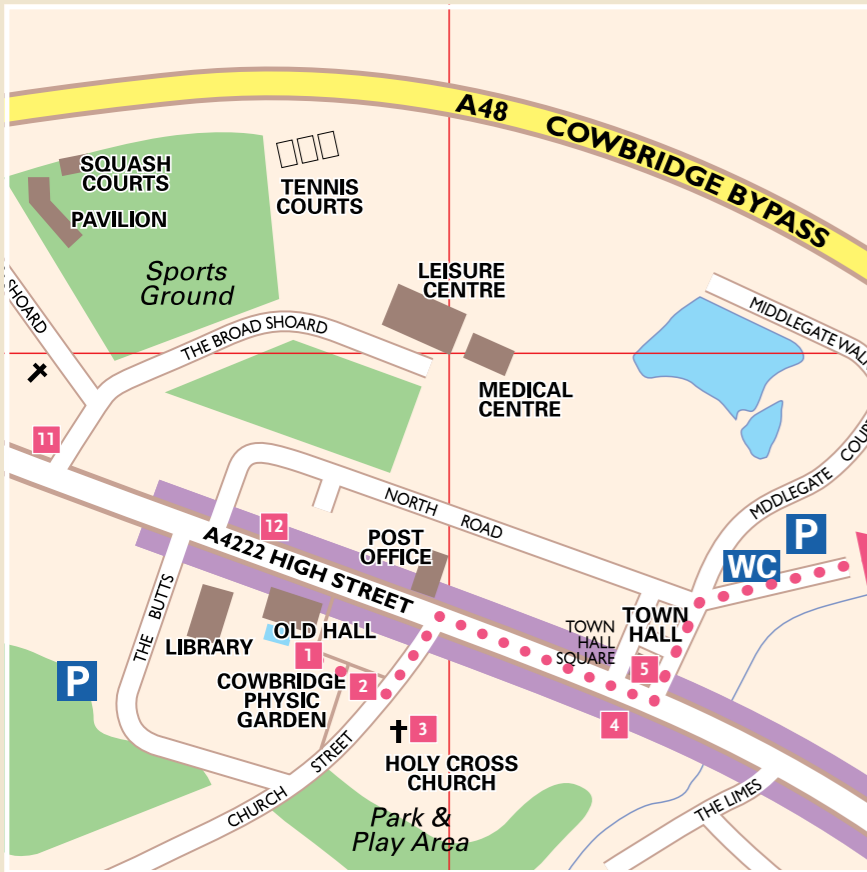 A48 COWBRIDGE BYPASS
SQUASH
COURTS
PAVILION
TENNIS
COURTS
Sports
Ground
LEISURE
CENTRE
MIDDLEGATE WAL
SHOARD
THE BROAD SHOARD
MEDICAL
CENTRE
11
MDDLEGATE COUR
NORTH ROAD
12
A4222 HIGH STREET
POST
OFFICE
P
WC
THE BUTTS
LIBRARY
OLD HALL
TOWN
HALL
SQUARE
TOWN
HALL
1
5
P
COWBRIDGE
PHYSIC
GARDEN
2
4
3
CHURCH STREET
HOLY CROSS
CHURCH
THE LIMES
Park &
Play Area